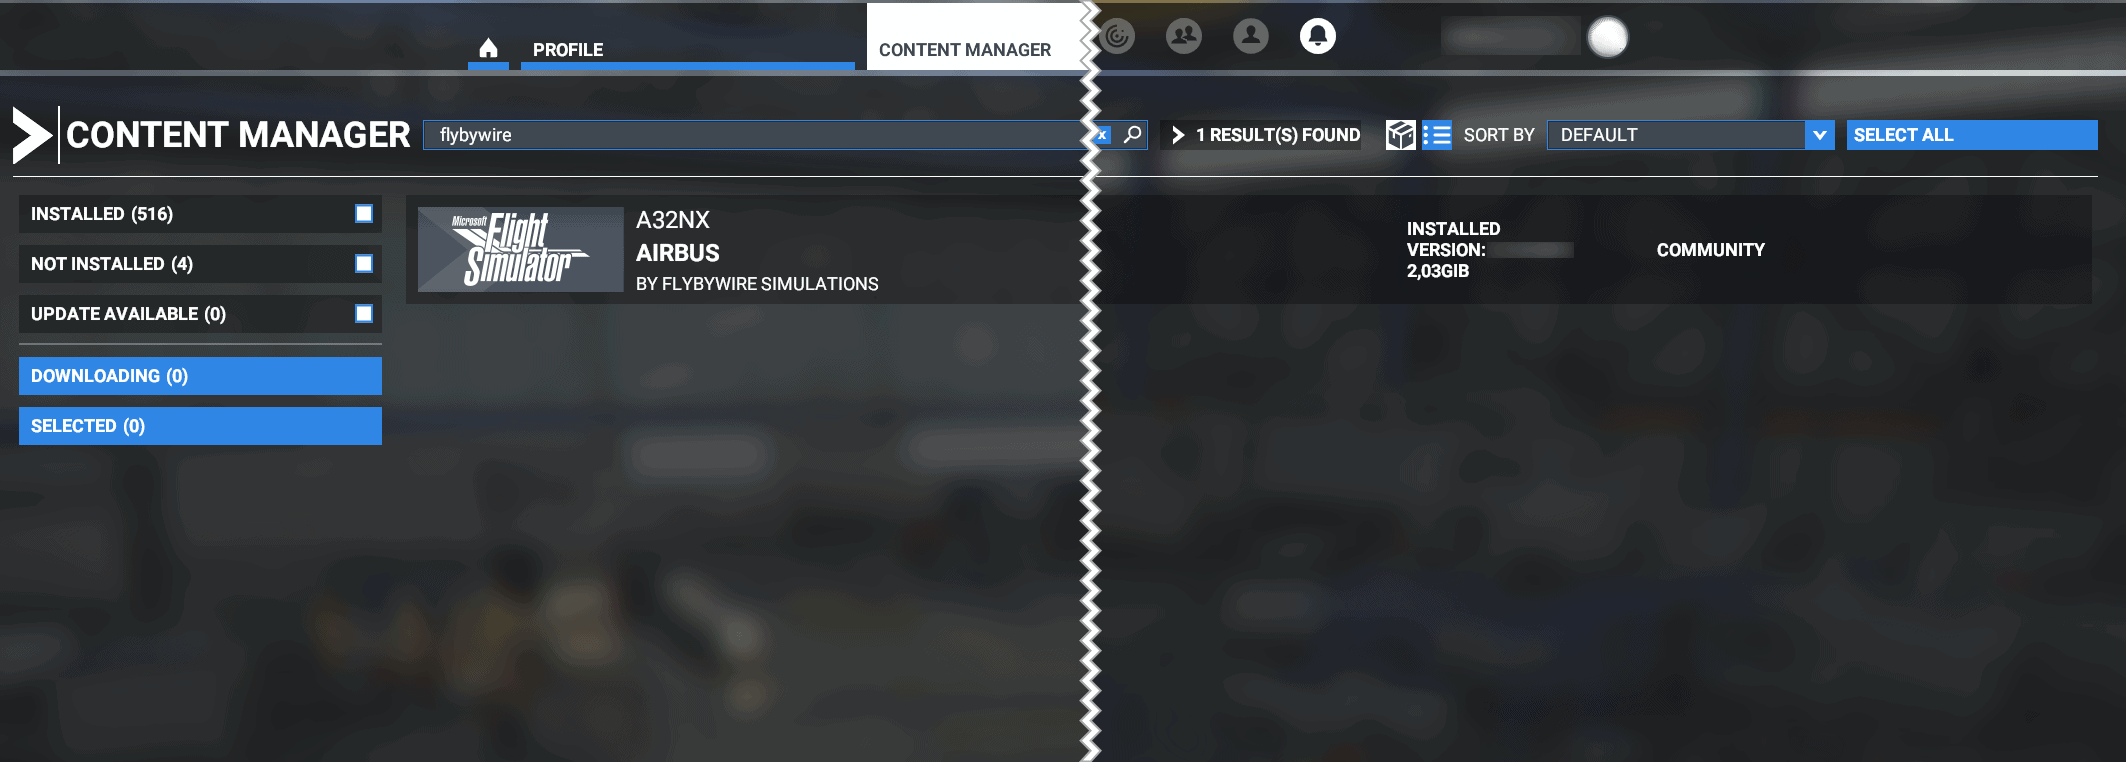 PROFILE
CONTENT MANAGER
CONTENT MANAGER
flybywire
x
1 RESULT(S) FOUND
SORT BY
DEFAULT
SELECT ALL
INSTALLED (516)
NOT INSTALLED (4)
UPDATE AVAILABLE (0)
DOWNLOADING (0)
SELECTED (0)
Microsoft
Flight
Simulator
A32NX
AIRBUS
BY FLYBYWIRE SIMULATIONS
INSTALLED
VERSION:
2,03GIB
COMMUNITY